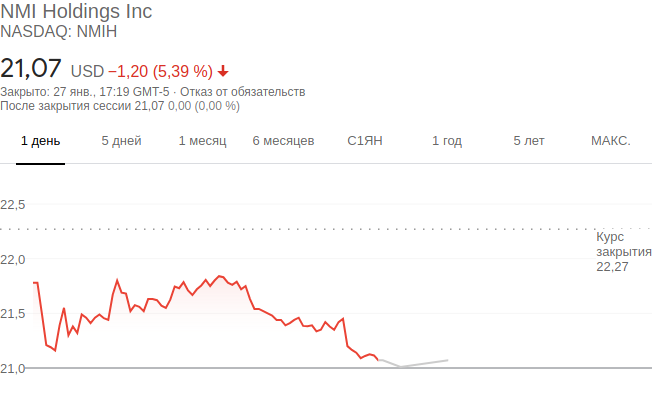 NMI Holdings Inc
NASDAQ: NMIH
21,07 USD −1,20 (5,39 %)
Закрыто: 27 янв., 17:19 GMT-5 · Отказ от обязательств
После закрытия сессии 21,07 0,00 (0,00 %)
1 день 5 дней 1 месяц 6 месяцев С1ЯН 1 год 5 лет МАКС.
22,5
Курс
закрытия
22,27
22,0
21,5
21,0